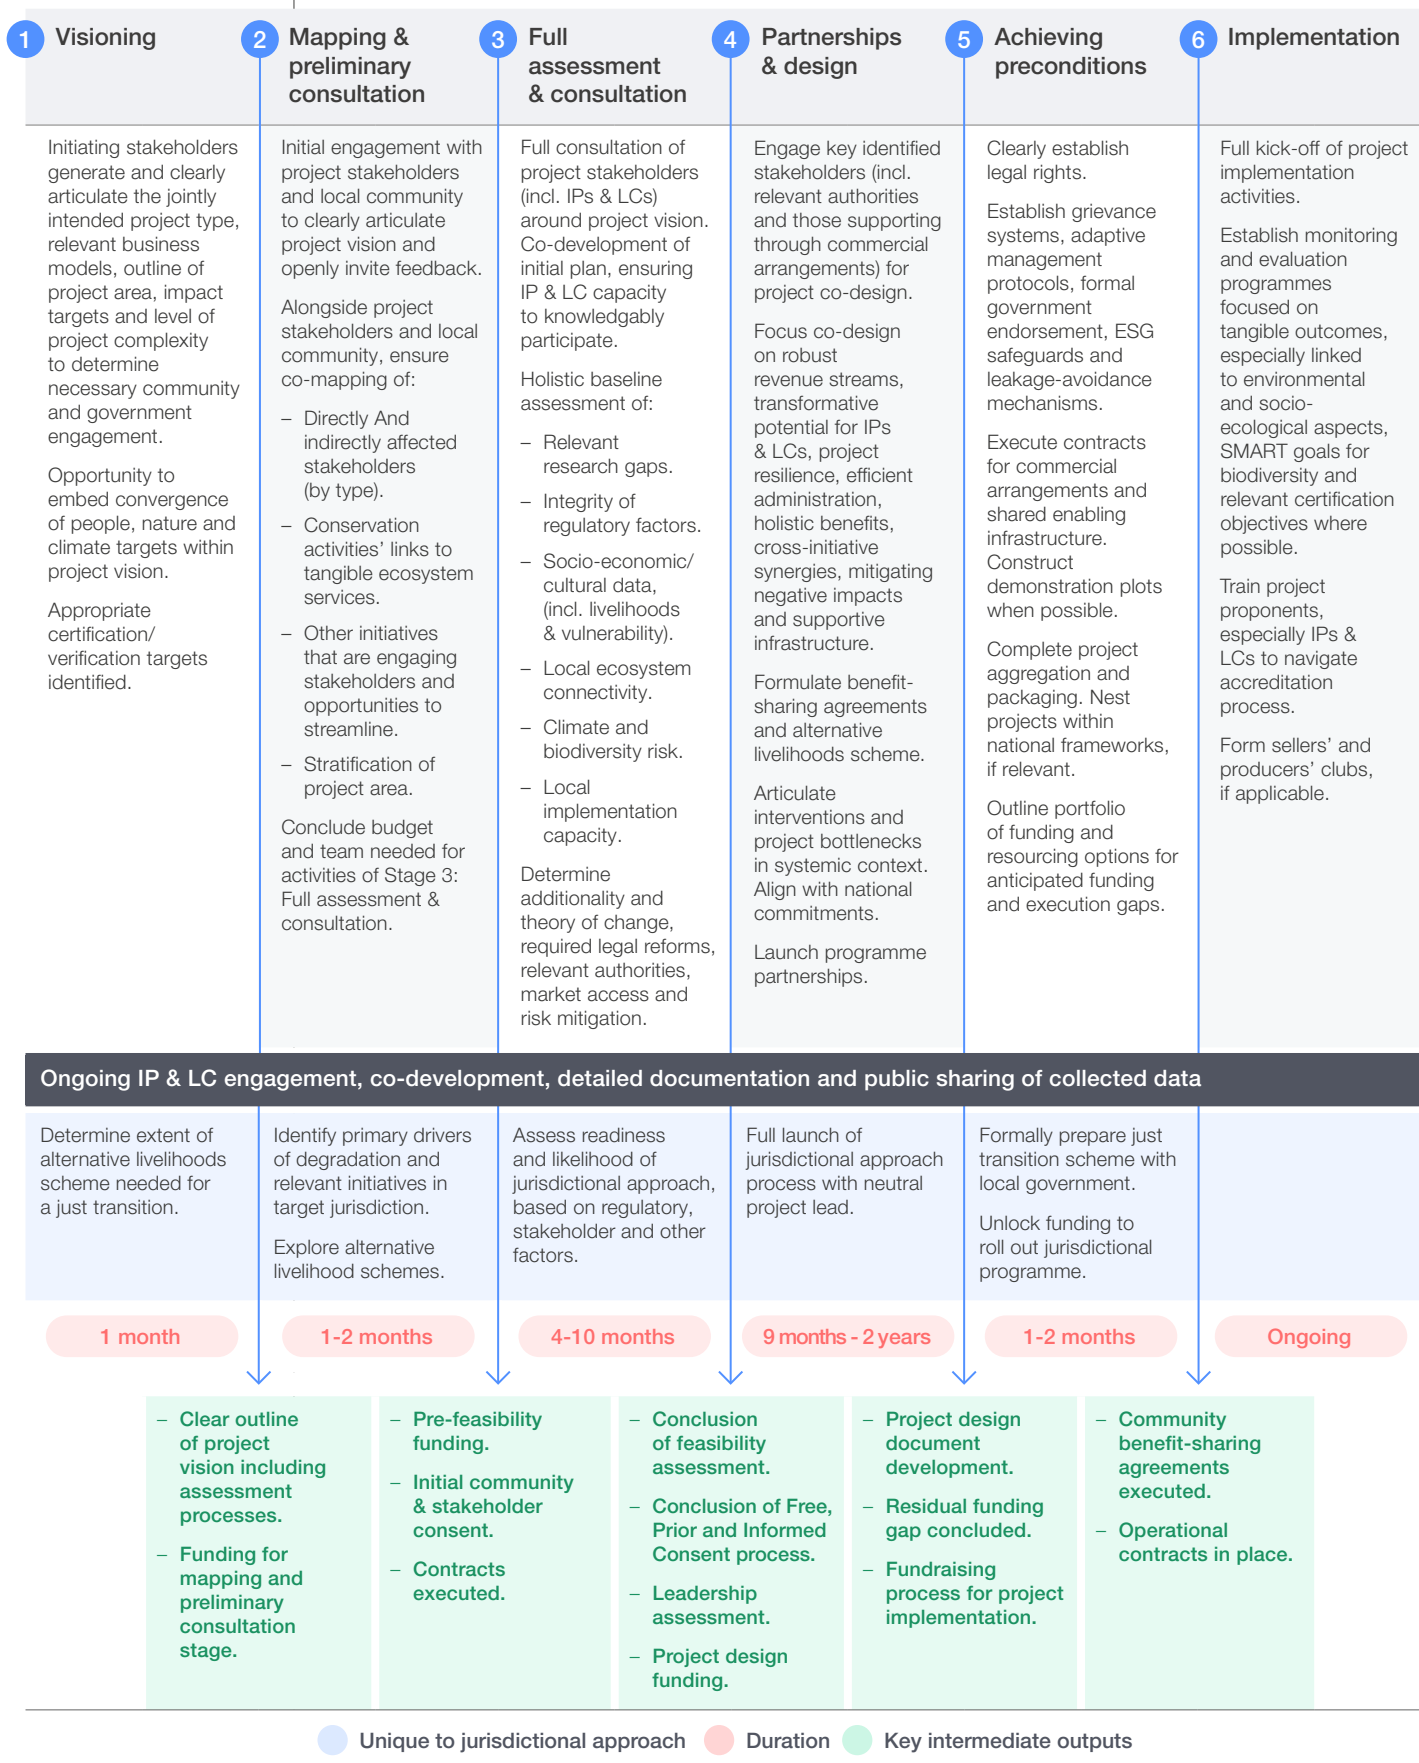 1 Visioning
Initiating stakeholders
generate and clearly
articulate the jointly
intended project type,
relevant business
models, outline of
project area, impact
targets and level of
project complexity
to determine
necessary community
and government
engagement.
Opportunity to
embed convergence
of people, nature and
climate targets within
project vision.
Appropriate
certification/
verification targets
identified.
2 Mapping &
preliminary
consultation
Initial engagement with
project stakeholders
and local community
to clearly articulate
project vision and
openly invite feedback.
Alongside project
stakeholders and local
community, ensure
co-mapping of:
– Directly And
indirectly affected
stakeholders
(by type).
– Conservation
activities’ links to
tangible ecosystem
services.
– Other initiatives
that are engaging
stakeholders and
opportunities to
streamline.
– Stratification of
project area.
Conclude budget
and team needed for
activities of Stage 3:
Full assessment &
consultation.
3 Full
assessment
& consultation
Full consultation of
project stakeholders
(incl. IPs & LCs)
around project vision.
Co-development of
initial plan, ensuring
IP & LC capacity
to knowledgably
participate.
Holistic baseline
assessment of:
– Relevant
research gaps.
– Integrity of
regulatory factors.
– Socio-economic/
cultural data,
(incl. livelihoods
& vulnerability).
– Local ecosystem
connectivity.
– Climate and
biodiversity risk.
– Local
implementation
capacity.
Determine
additionality and
theory of change,
required legal reforms,
relevant authorities,
market access and
risk mitigation.
4 Partnerships
& design
Engage key identified
stakeholders (incl.
relevant authorities
and those supporting
through commercial
arrangements) for
project co-design.
Focus co-design
on robust
revenue streams,
transformative
potential for IPs
& LCs, project
resilience, efficient
administration,
holistic benefits,
cross-initiative
synergies, mitigating
negative impacts
and supportive
infrastructure.
Formulate benefit-
sharing agreements
and alternative
livelihoods scheme.
Articulate
interventions and
project bottlenecks
in systemic context.
Align with national
commitments.
Launch programme
partnerships.
5 Achieving
preconditions
Clearly establish
legal rights.
Establish grievance
systems, adaptive
management
protocols, formal
government
endorsement, ESG
safeguards and
leakage-avoidance
mechanisms.
Execute contracts
for commercial
arrangements and
shared enabling
infrastructure.
Construct
demonstration plots
when possible.
Complete project
aggregation and
packaging. Nest
projects within
national frameworks,
if relevant.
Outline portfolio
of funding and
resourcing options for
anticipated funding
and execution gaps.
6 Implementation
Full kick-off of project
implementation
activities.
Establish monitoring
and evaluation
programmes
focused on
tangible outcomes,
especially linked
to environmental
and socio-
ecological aspects,
SMART goals for
biodiversity and
relevant certification
objectives where
possible.
Train project
proponents,
especially IPs &
LCs to navigate
accreditation
process.
Form sellers’ and
producers’ clubs,
if applicable.
Ongoing IP & LC engagement, co-development, detailed documentation and public sharing of collected data
Determine extent of
alternative livelihoods
scheme needed for
a just transition.
Identify primary drivers
of degradation and
relevant initiatives in
target jurisdiction.
Explore alternative
livelihood schemes.
Assess readiness
and likelihood of
jurisdictional approach,
based on regulatory,
stakeholder and other
factors.
Full launch of
jurisdictional approach
process with neutral
project lead.
Formally prepare just
transition scheme with
local government.
Unlock funding to
roll out jurisdictional
programme.
1 month
1-2 months
4-10 months
9 months - 2 years
1-2 months
Ongoing
– Clear outline
of project
vision including
assessment
processes.
– Funding for
mapping and
preliminary
consultation
stage.
– Pre-feasibility
funding.
– Initial community
& stakeholder
consent.
– Contracts
executed.
– Conclusion
of feasibility
assessment.
– Conclusion of Free,
Prior and Informed
Consent process.
– Leadership
assessment.
– Project design
funding.
– Project design
document
development.
– Residual funding
gap concluded.
– Fundraising
process for project
implementation.
– Community
benefit-sharing
agreements
executed.
– Operational
contracts in place.
Unique to jurisdictional approach
Duration
Key intermediate outputs